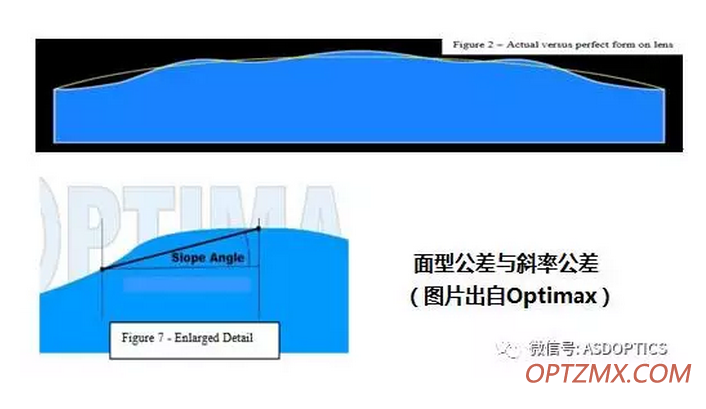 Figure 2 – Actual versus perfect form on lens
OPTIMA
Slope Angle
Figure 7 - Enlarged Detail
面型公差与斜率公差
（图片出自Optimax）
微信号: ASDOPTICS
OPTZMX.COM